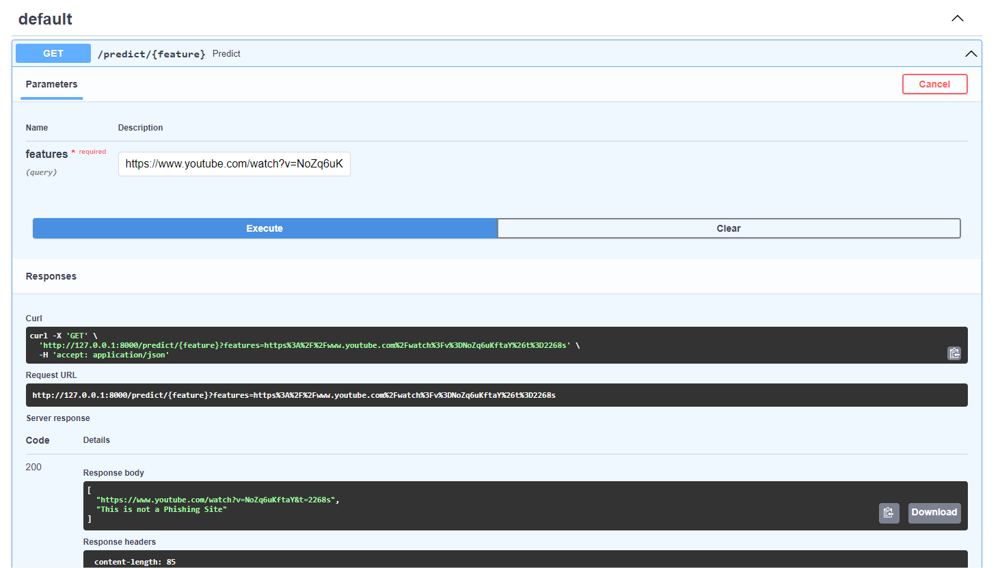 default
GET /predict/{feature} Predict
Parameters
Cancel
Name Description
features * required
(query)
https://www.youtube.com/watch?v=NoZq6uK
Execute Clear
Responses
Curl
curl -X 'GET' \
'http://127.0.0.1:8000/predict/{feature}?features=https%3A%2F%2Fwww.youtube.com%2Fwatch%3Fv%3DNoZq6uKftaY%26t%3D2268s' \
-H 'accept: application/json'
Request URL
http://127.0.0.1:8000/predict/{feature}?features=https%3A%2F%2Fwww.youtube.com%2Fwatch%3Fv%3DNoZq6uKftaY%26t%3D2268s
Server response
Code Details
200
Response body
[
"https://www.youtube.com/watch?v=NoZq6uKftaY&t=2268s",
"This is not a Phishing Site"
]
Download
Response headers
content-length: 85